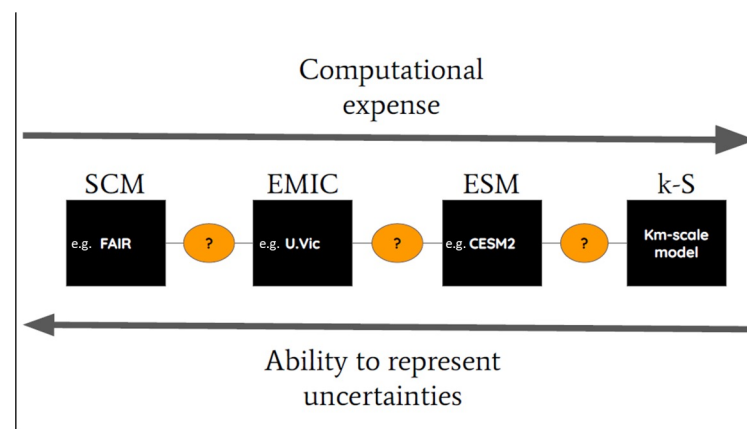 Computational
expense
SCM EMIC ESM k-S
e.g. FAIR ? e.g. U.Vic ? e.g. CESM2 ? Km-scale
model
Ability to represent
uncertainties